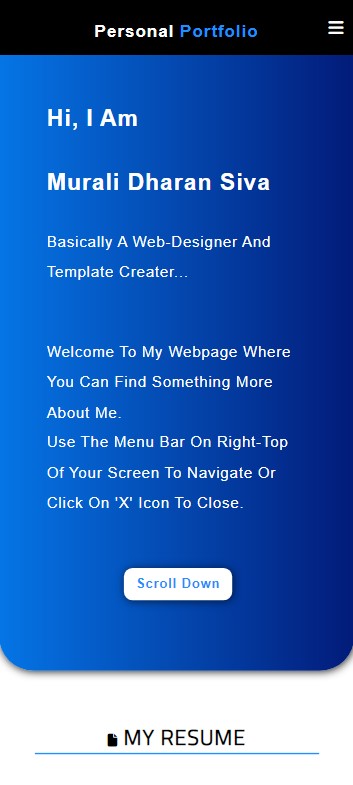 Personal Portfolio
Hi, I Am
Murali Dharan Siva
Basically A Web-Designer And
Template Creater...
Welcome To My Webpage Where
You Can Find Something More
About Me.
Use The Menu Bar On Right-Top
Of Your Screen To Navigate Or
Click On 'X' Icon To Close.
Scroll Down
MY RESUME